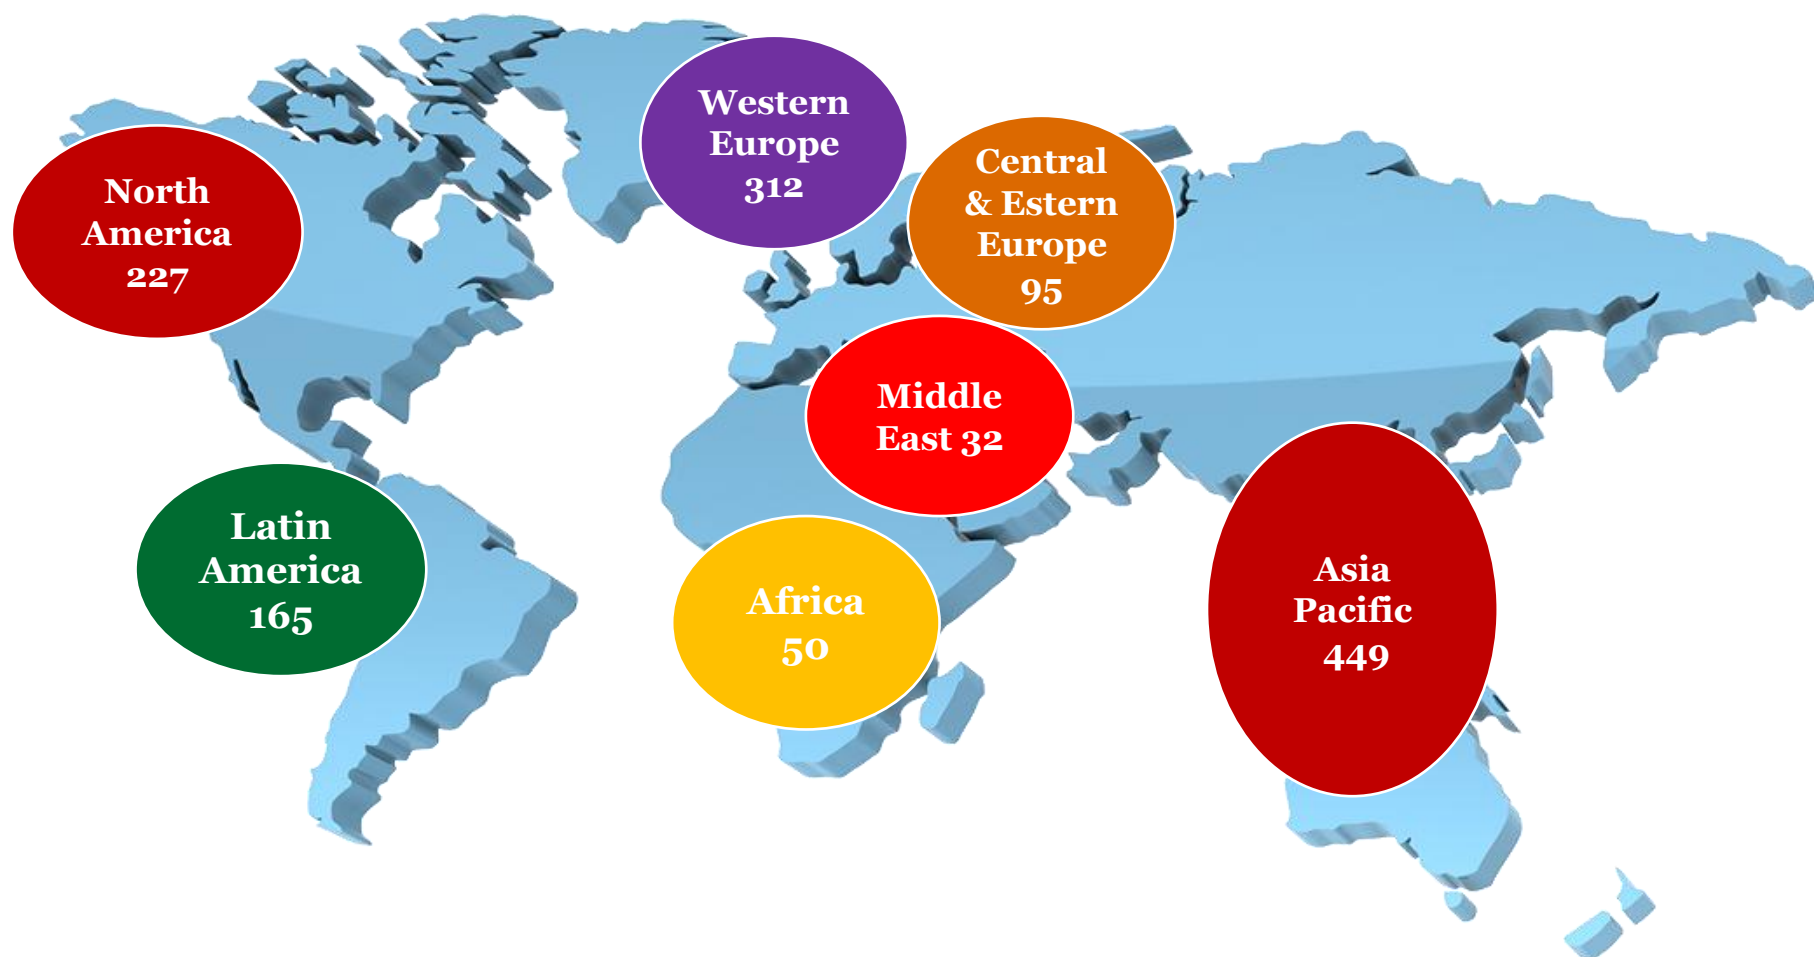 Western
Europe
312
Central
& Estern
Europe
95
North
America
227
Middle
East 32
Latin
America
165
Africa
50
Asia
Pacific
449